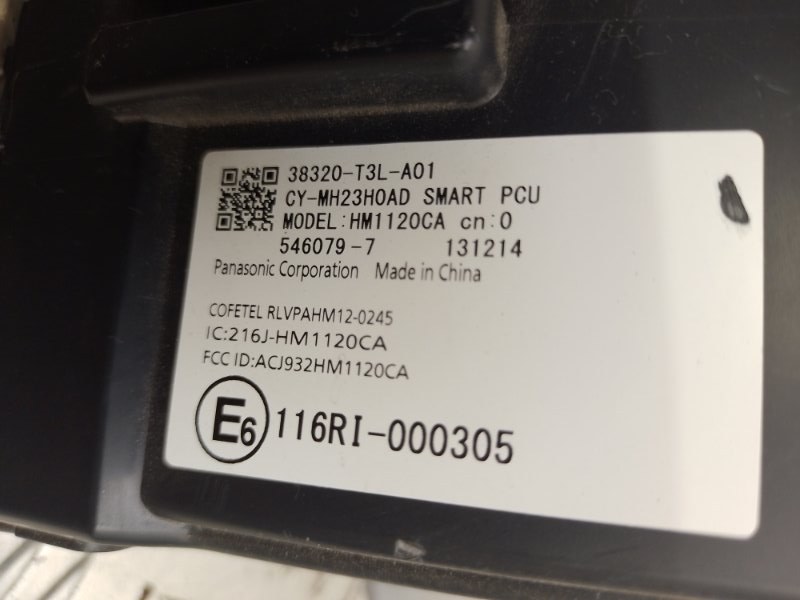 38320-T3L-A01
CY-MH23H0AD SMART PCU
MODEL:HM1120CA cn:0
546079-7 131214
Panasonic Corporation Made in China
COFETEL RLVPAHM12-0245
IC:216J-HM1120CA
FCC ID:ACJ932HM1120CA
E6 116RI-000305